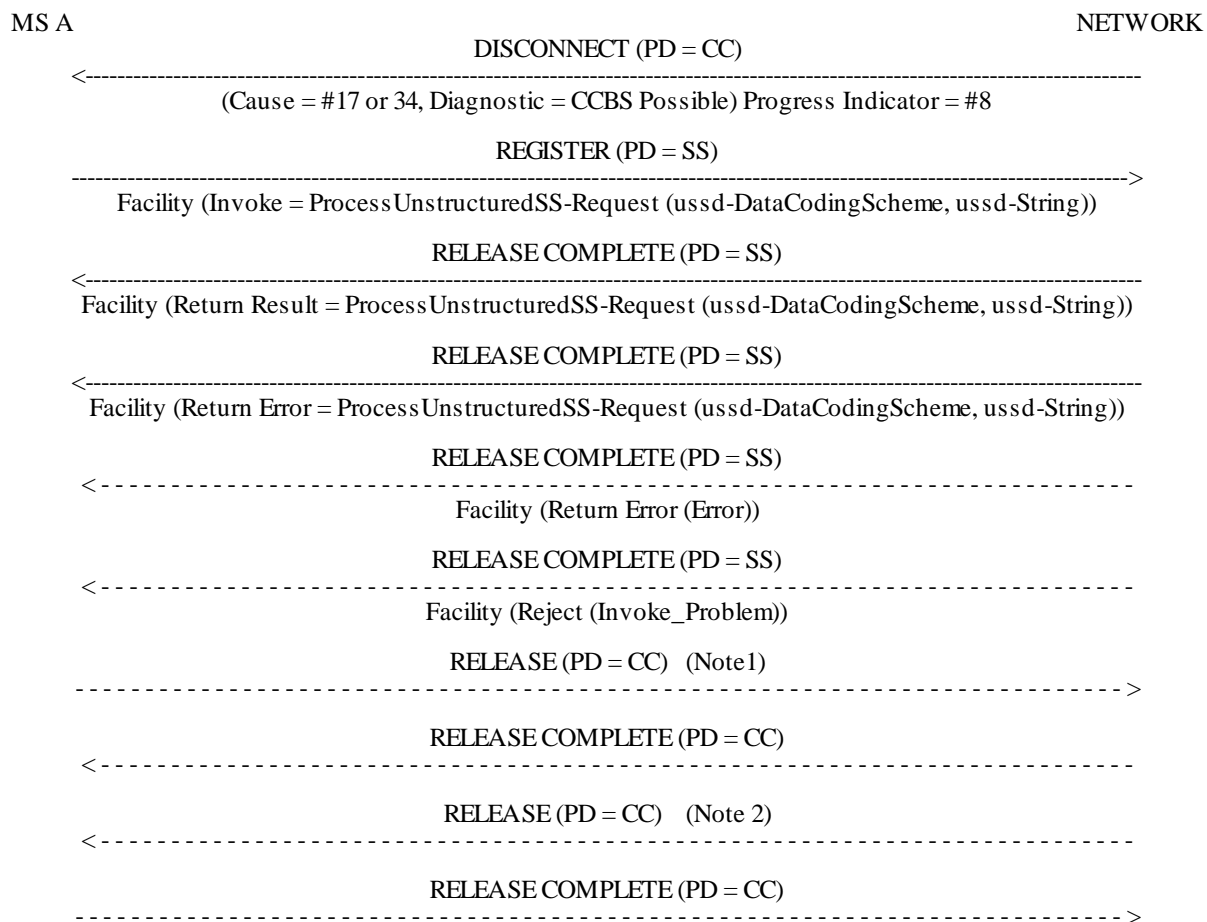 MS A NETWORK
DISCONNECT (PD = CC)
(Cause = #17 or 34, Diagnostic = CCBS Possible) Progress Indicator = #8
REGISTER (PD = SS)
Facility (Invoke = ProcessUnstructuredSS-Request (ussd-DataCodingScheme, ussd-String))
RELEASE COMPLETE (PD = SS)
Facility (Return Result = ProcessUnstructuredSS-Request (ussd-DataCodingScheme, ussd-String))
RELEASE COMPLETE (PD = SS)
Facility (Return Error = ProcessUnstructuredSS-Request (ussd-DataCodingScheme, ussd-String))
RELEASE COMPLETE (PD = SS)
Facility (Return Error (Error))
RELEASE COMPLETE (PD = SS)
Facility (Reject (Invoke_Problem))
RELEASE (PD = CC) (Note1)
RELEASE COMPLETE (PD = CC)
RELEASE (PD = CC) (Note 2)
RELEASE COMPLETE (PD = CC)